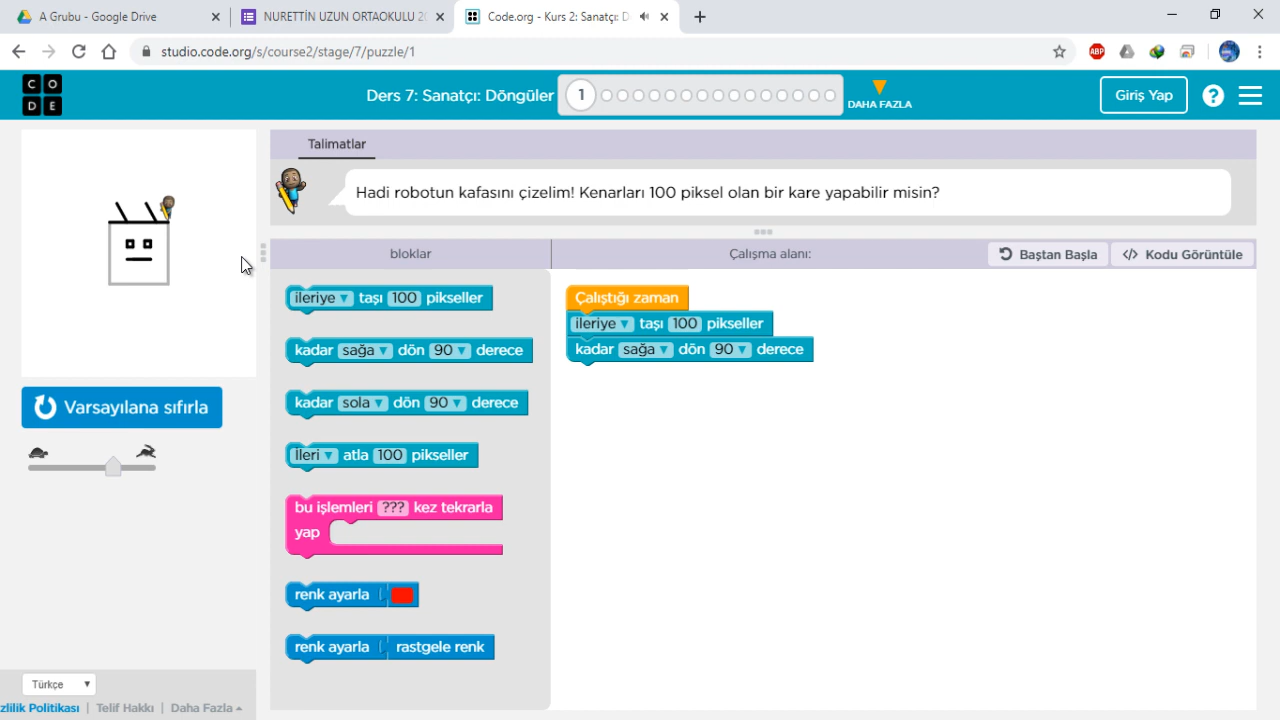 A Grubu - Google Drive
NURETTİN UZUN ORTAOKULU 20
Code.org - Kurs 2: Sanatçı: D
studio.code.org/s/course2/stage/7/puzzle/1
ABP
C O
D E
Ders 7: Sanatçı: Döngüler
1
DAHA FAZLA
Giriş Yap
?
Talimatlar
Hadi robotun kafasını çizelim! Kenarları 100 piksel olan bir kare yapabilir misin?
bloklar
Çalışma alanı:
Baştan Başla
</> Kodu Görüntüle
ileriye taşı 100 pikseller
kadar sağa dön 90 derece
kadar sola dön 90 derece
İleri atla 100 pikseller
bu işlemleri ??? kez tekrarla
yap
renk ayarla
renk ayarla rastgele renk
Çalıştığı zaman
ileriye taşı 100 pikseller
kadar sağa dön 90 derece
Varsayılana sıfırla
Türkçe
zlilik Politikası | Telif Hakkı | Daha Fazla